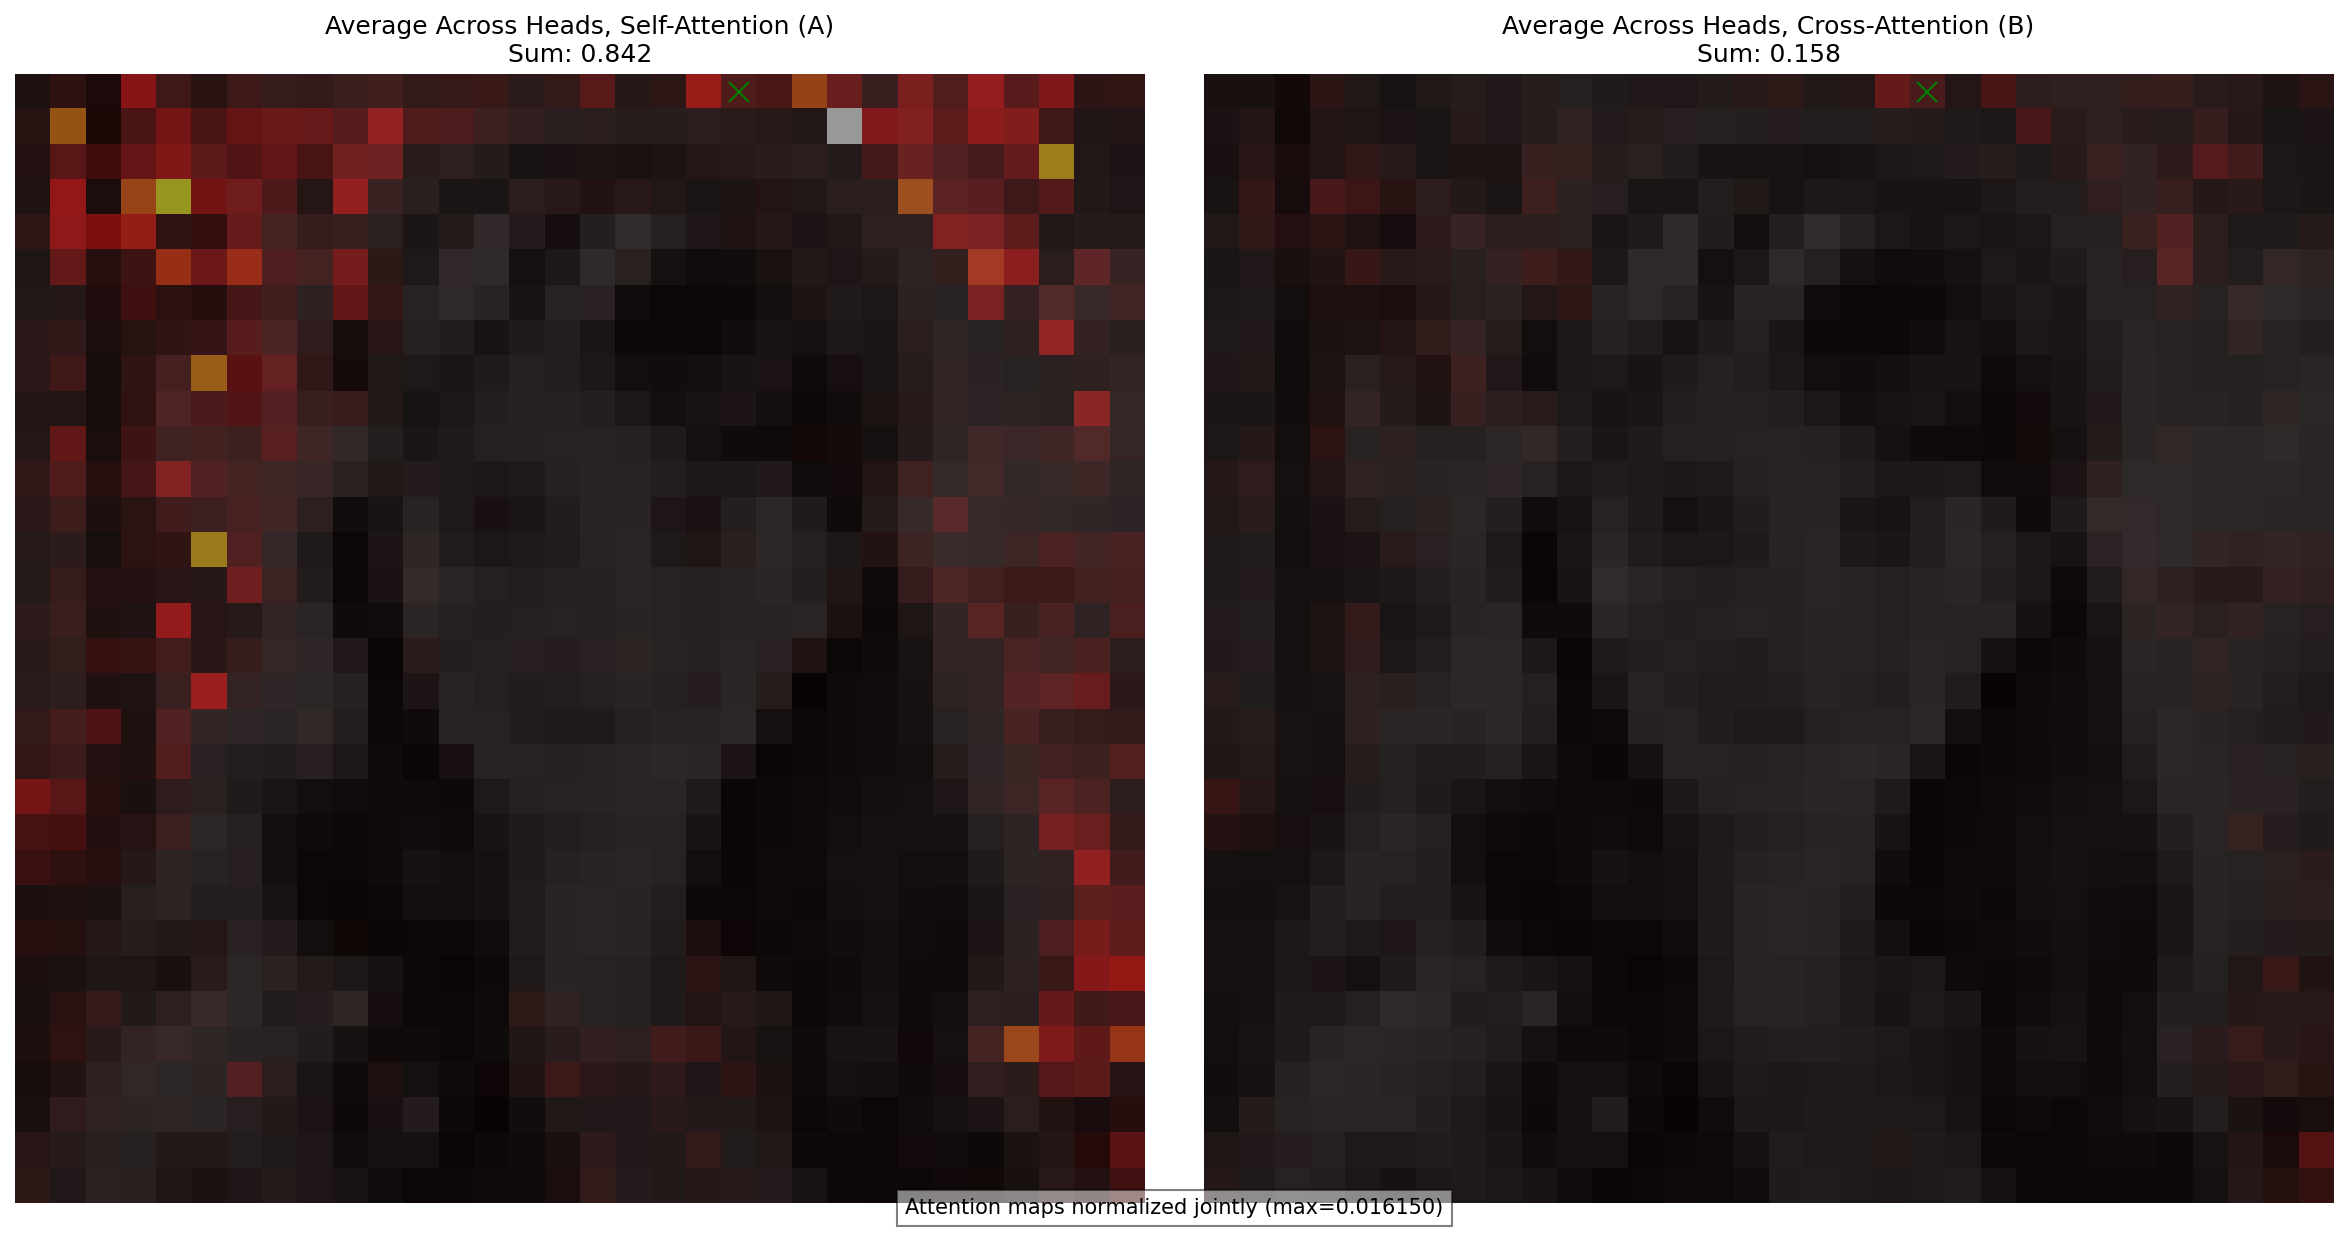 Average Across Heads, Self-Attention (A)
Sum: 0.842
Average Across Heads, Cross-Attention (B)
Sum: 0.158
Attention maps normalized jointly (max=0.016150)